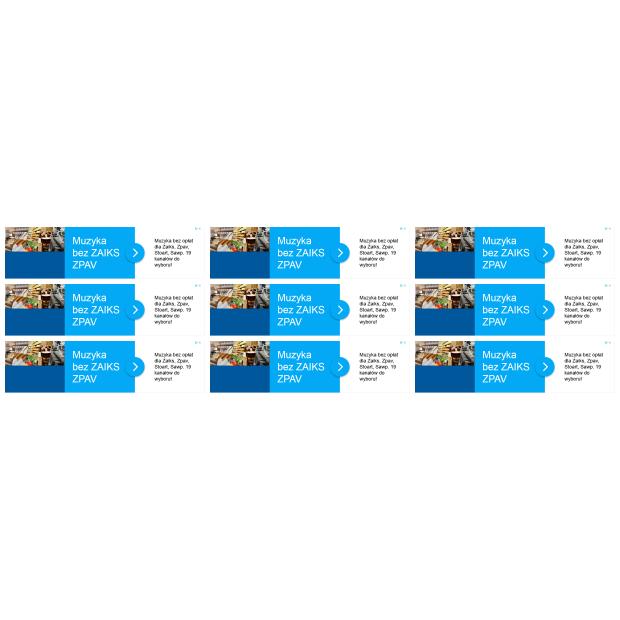 Muzyka
bez ZAIKS
ZPAV
Muzyka bez opłat
dla Zaiks, Zpav,
Stoart, Sawp. 19
kanałów do
wyboru!
Muzyka
bez ZAIKS
ZPAV
Muzyka bez opłat
dla Zaiks, Zpav,
Stoart, Sawp. 19
kanałów do
wyboru!
Muzyka
bez ZAIKS
ZPAV
Muzyka bez opłat
dla Zaiks, Zpav,
Stoart, Sawp. 19
kanałów do
wyboru!
Muzyka
bez ZAIKS
ZPAV
Muzyka bez opłat
dla Zaiks, Zpav,
Stoart, Sawp. 19
kanałów do
wyboru!
Muzyka
bez ZAIKS
ZPAV
Muzyka bez opłat
dla Zaiks, Zpav,
Stoart, Sawp. 19
kanałów do
wyboru!
Muzyka
bez ZAIKS
ZPAV
Muzyka bez opłat
dla Zaiks, Zpav,
Stoart, Sawp. 19
kanałów do
wyboru!
Muzyka
bez ZAIKS
ZPAV
Muzyka bez opłat
dla Zaiks, Zpav,
Stoart, Sawp. 19
kanałów do
wyboru!
Muzyka
bez ZAIKS
ZPAV
Muzyka bez opłat
dla Zaiks, Zpav,
Stoart, Sawp. 19
kanałów do
wyboru!
Muzyka
bez ZAIKS
ZPAV
Muzyka bez opłat
dla Zaiks, Zpav,
Stoart, Sawp. 19
kanałów do
wyboru!